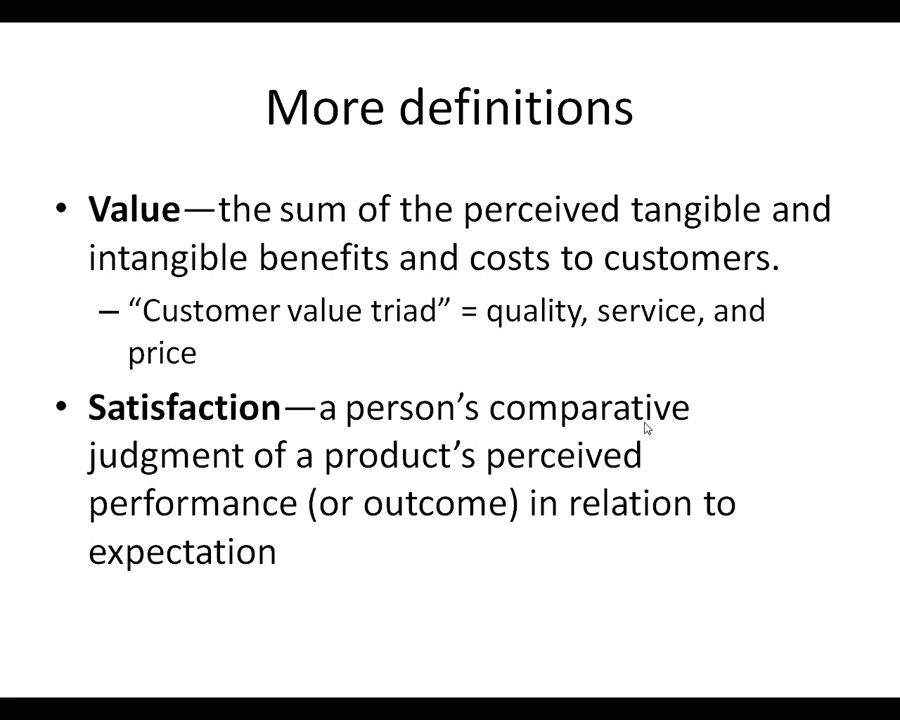 More definitions
• Value—the sum of the perceived tangible and
intangible benefits and costs to customers.
– “Customer value triad” = quality, service, and
price
• Satisfaction—a person’s comparative
judgment of a product’s perceived
performance (or outcome) in relation to
expectation